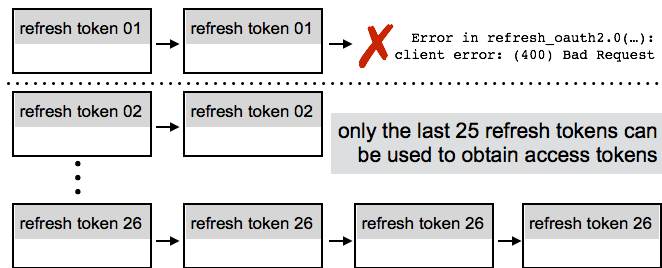 refresh token 01
refresh token 01
Error in refresh_oauth2.0(…):
client error: (400) Bad Request
refresh token 02
refresh token 02
only the last 25 refresh tokens can
be used to obtain access tokens
refresh token 26
refresh token 26
refresh token 26
refresh token 26